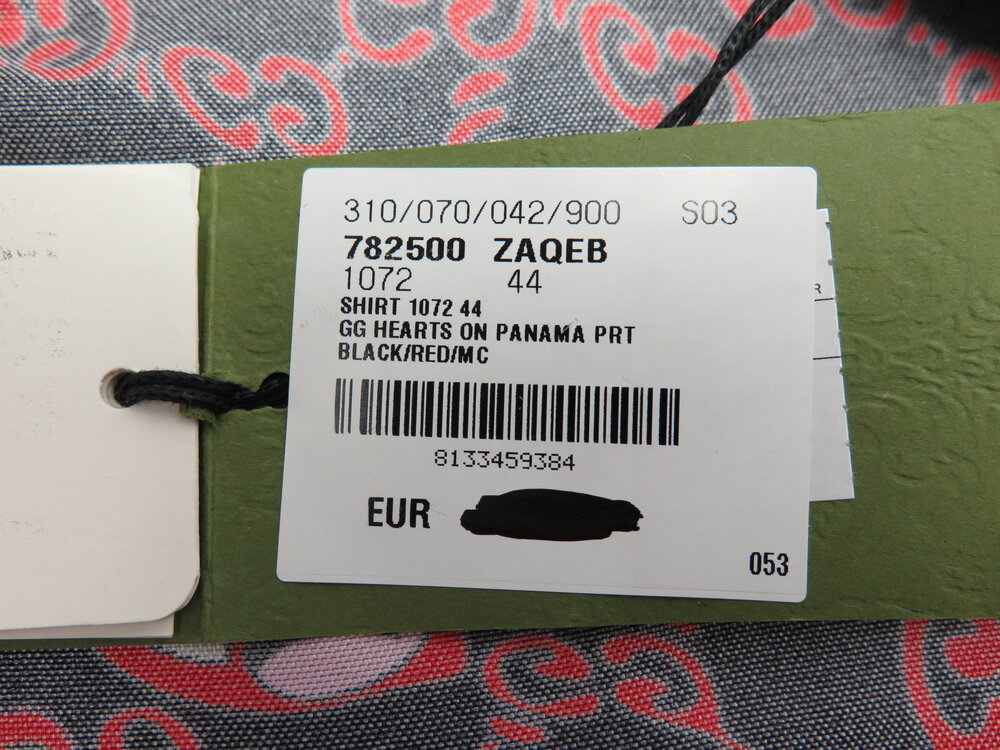 310/070/042/900 S03
782500 ZAQEB
1072 44
SHIRT 1072 44
GG HEARTS ON PANAMA PRT
BLACK/RED/MC
8133459384
EUR
053
R